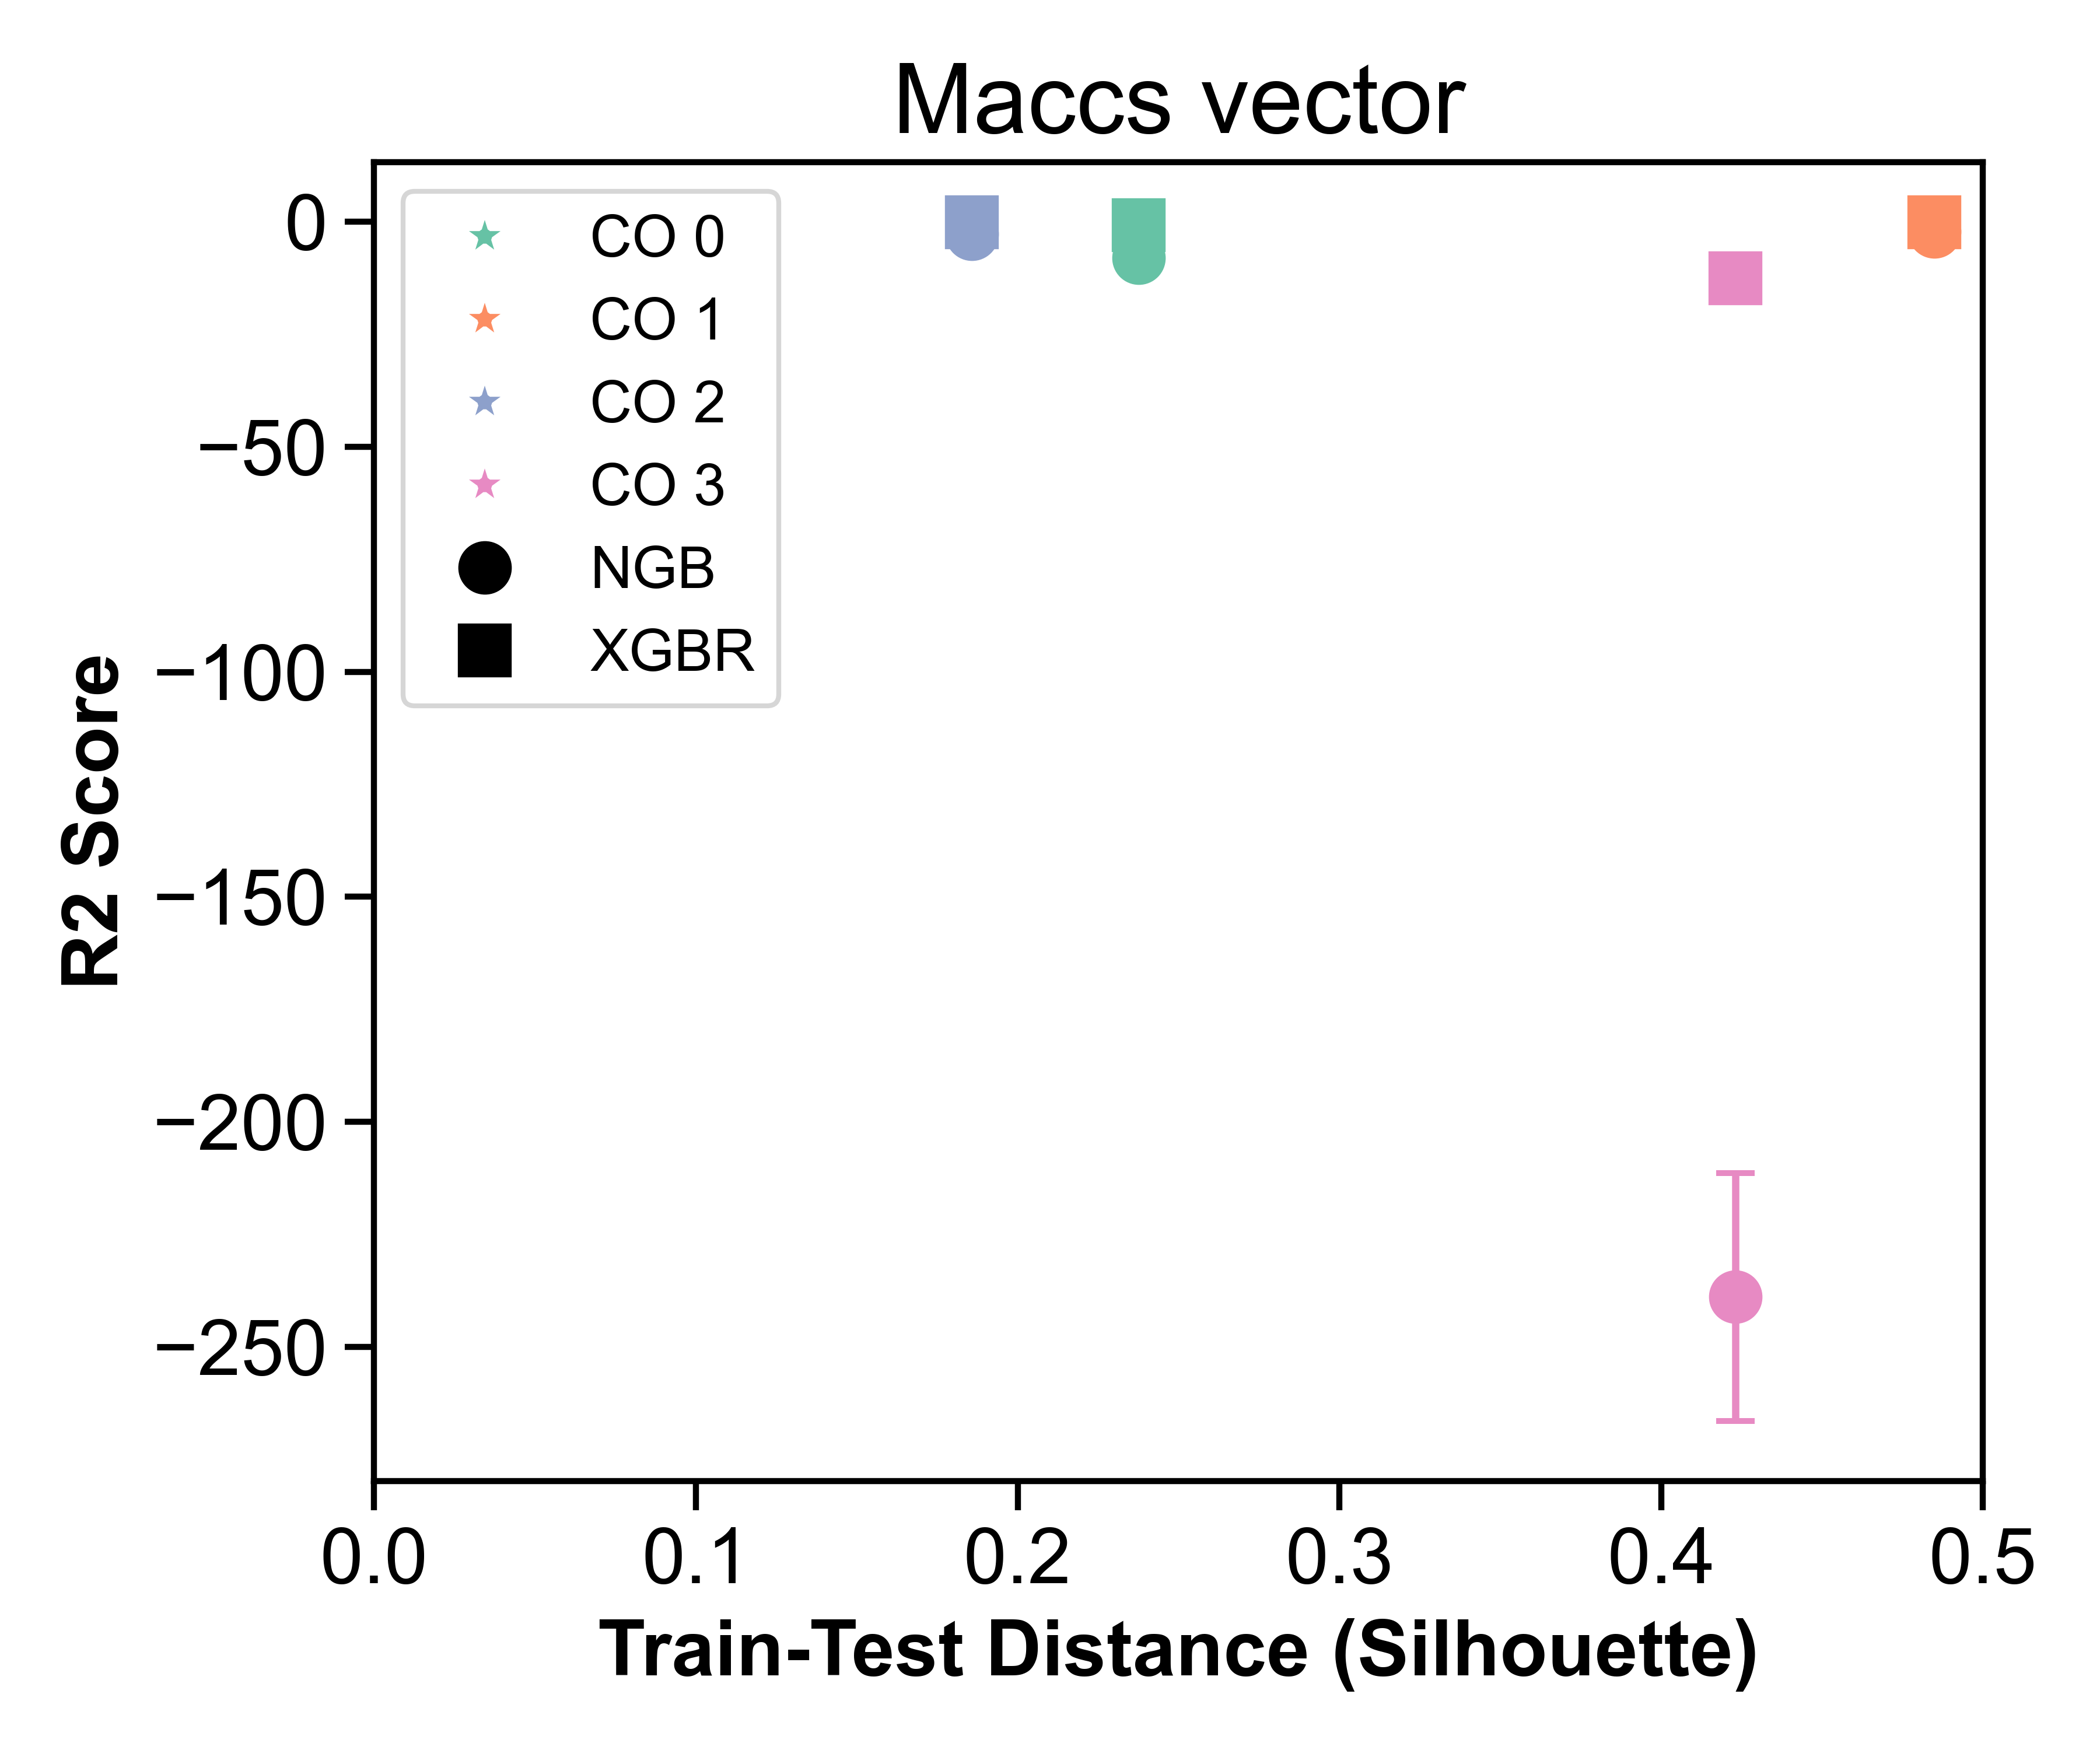 Maccs vector
CO 0
CO 1
CO 2
CO 3
NGB
XGBR
0
−50
−100
−150
−200
−250
R2 Score
0.0 0.1 0.2 0.3 0.4 0.5
Train-Test Distance (Silhouette)